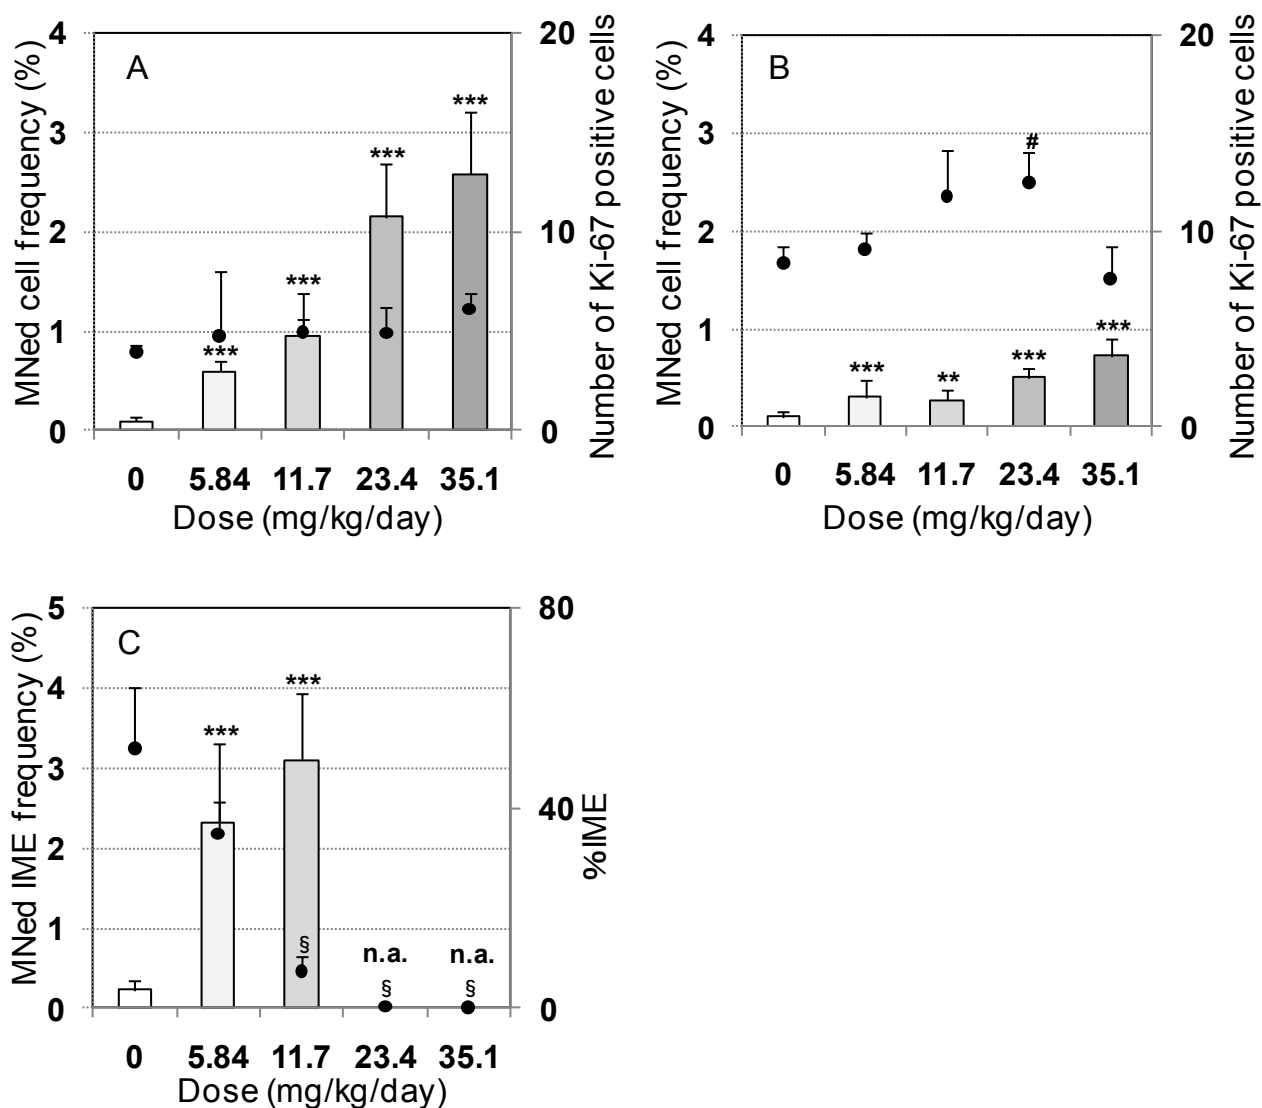 A
MNed cell frequency (%)
4
3
2
1
0
20
10
0
Number of Ki-67 positive cells
***
***
***
***
0 5.84 11.7 23.4 35.1
Dose (mg/kg/day)
B
MNed cell frequency (%)
4
3
2
1
0
20
10
0
Number of Ki-67 positive cells
#
***
**
***
***
0 5.84 11.7 23.4 35.1
Dose (mg/kg/day)
C
MNed IME frequency (%)
5
4
3
2
1
0
80
40
0
%IME
***
***
§
n.a.
§
n.a.
§
0 5.84 11.7 23.4 35.1
Dose (mg/kg/day)